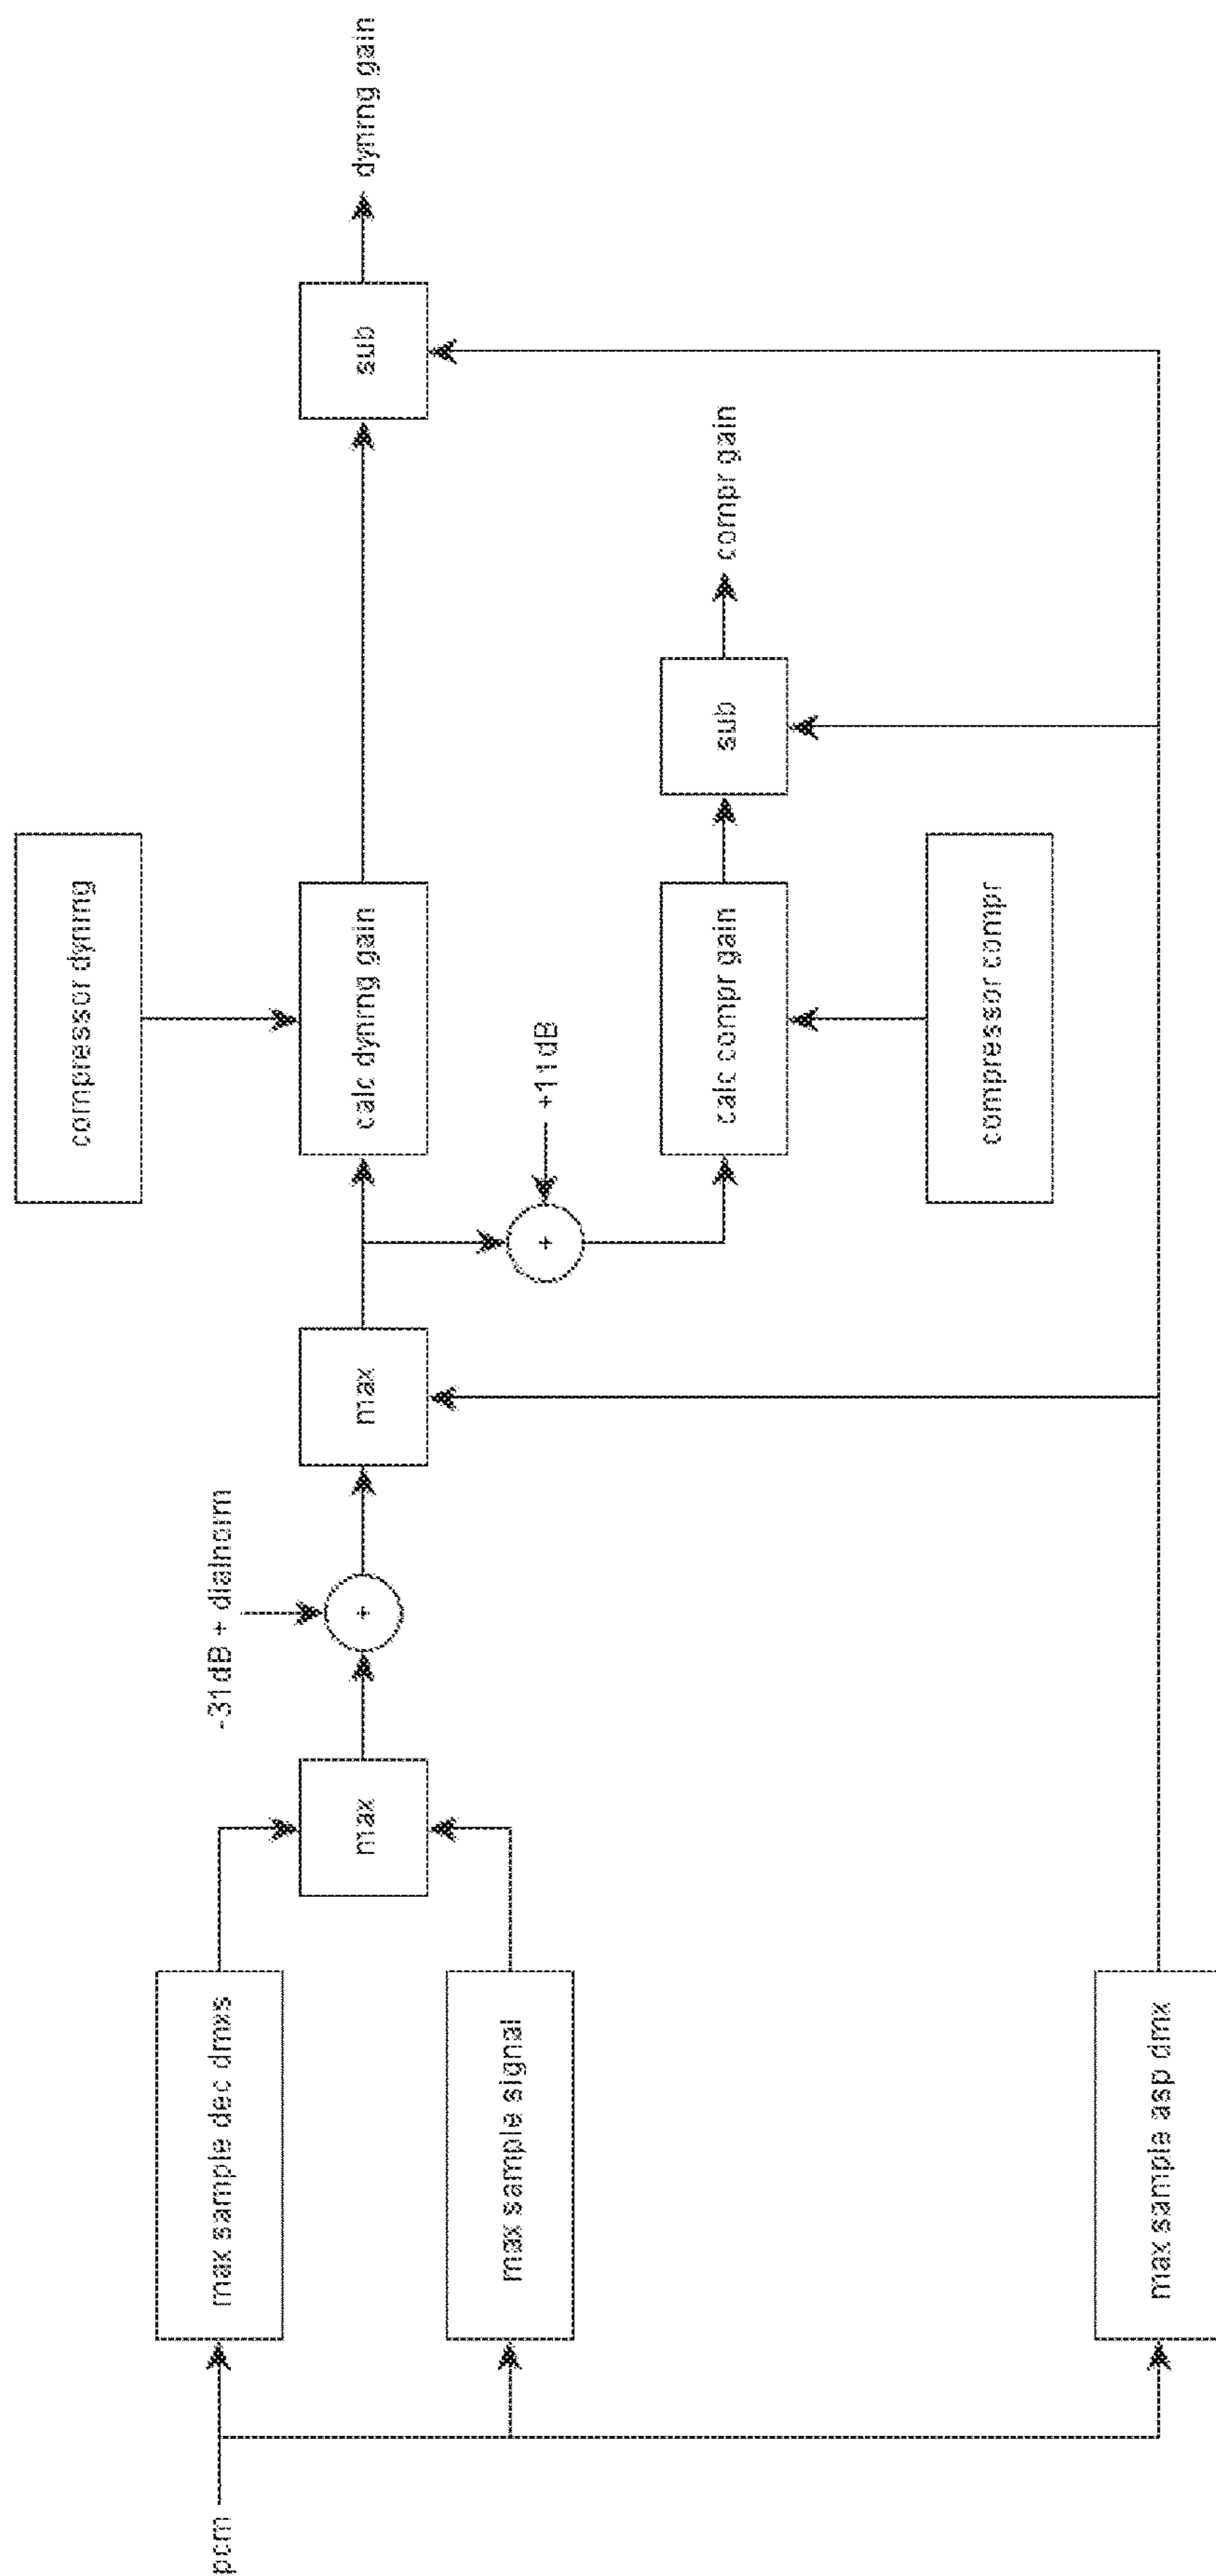 pcm
max sample dec dmxs
max sample signal
max sample asp dmx
max
-31dB + dialnorm
+
max
+
+11dB
compressor dynrng
calc dynrng gain
calc compr gain
compressor compr
sub
compr gain
sub
dynrng gain